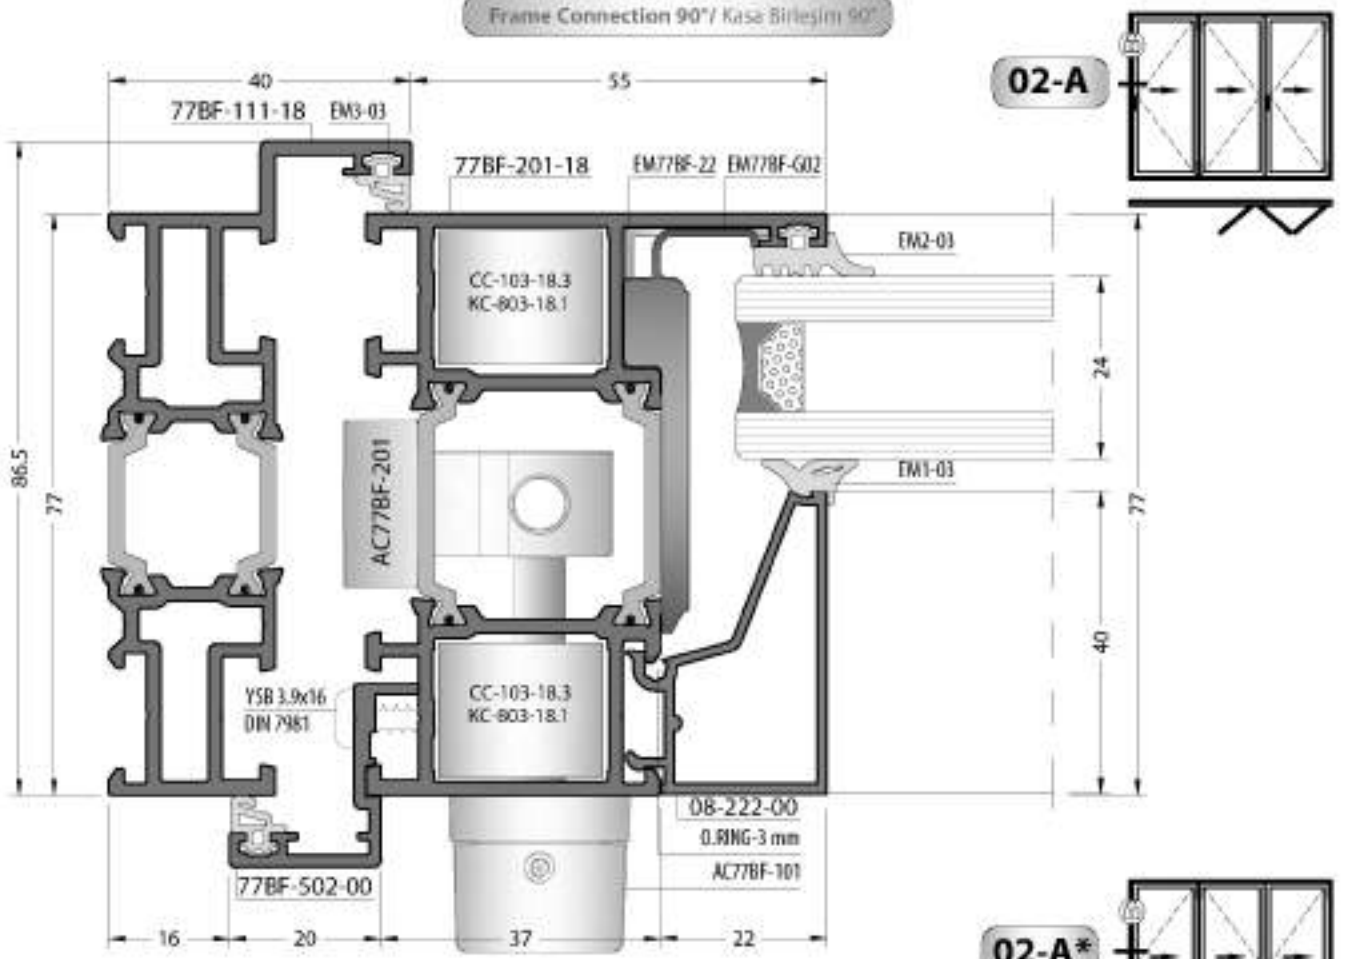 Frame Connection 90°/ Kasa Birleşim 90°
02-A
40
55
77BF-111-18
EM3-03
77BF-201-18
EM77BF-22
EM77BF-G02
EM2-03
CC-103-18.3
KC-803-18.1
24
86.5
77
AC77BF-201
EM1-03
77
40
YSB 3.9x16
DIN 7981
CC-103-18.3
KC-803-18.1
08-222-00
O.RING-3 mm
AC77BF-101
77BF-502-00
16
20
37
22
02-A*